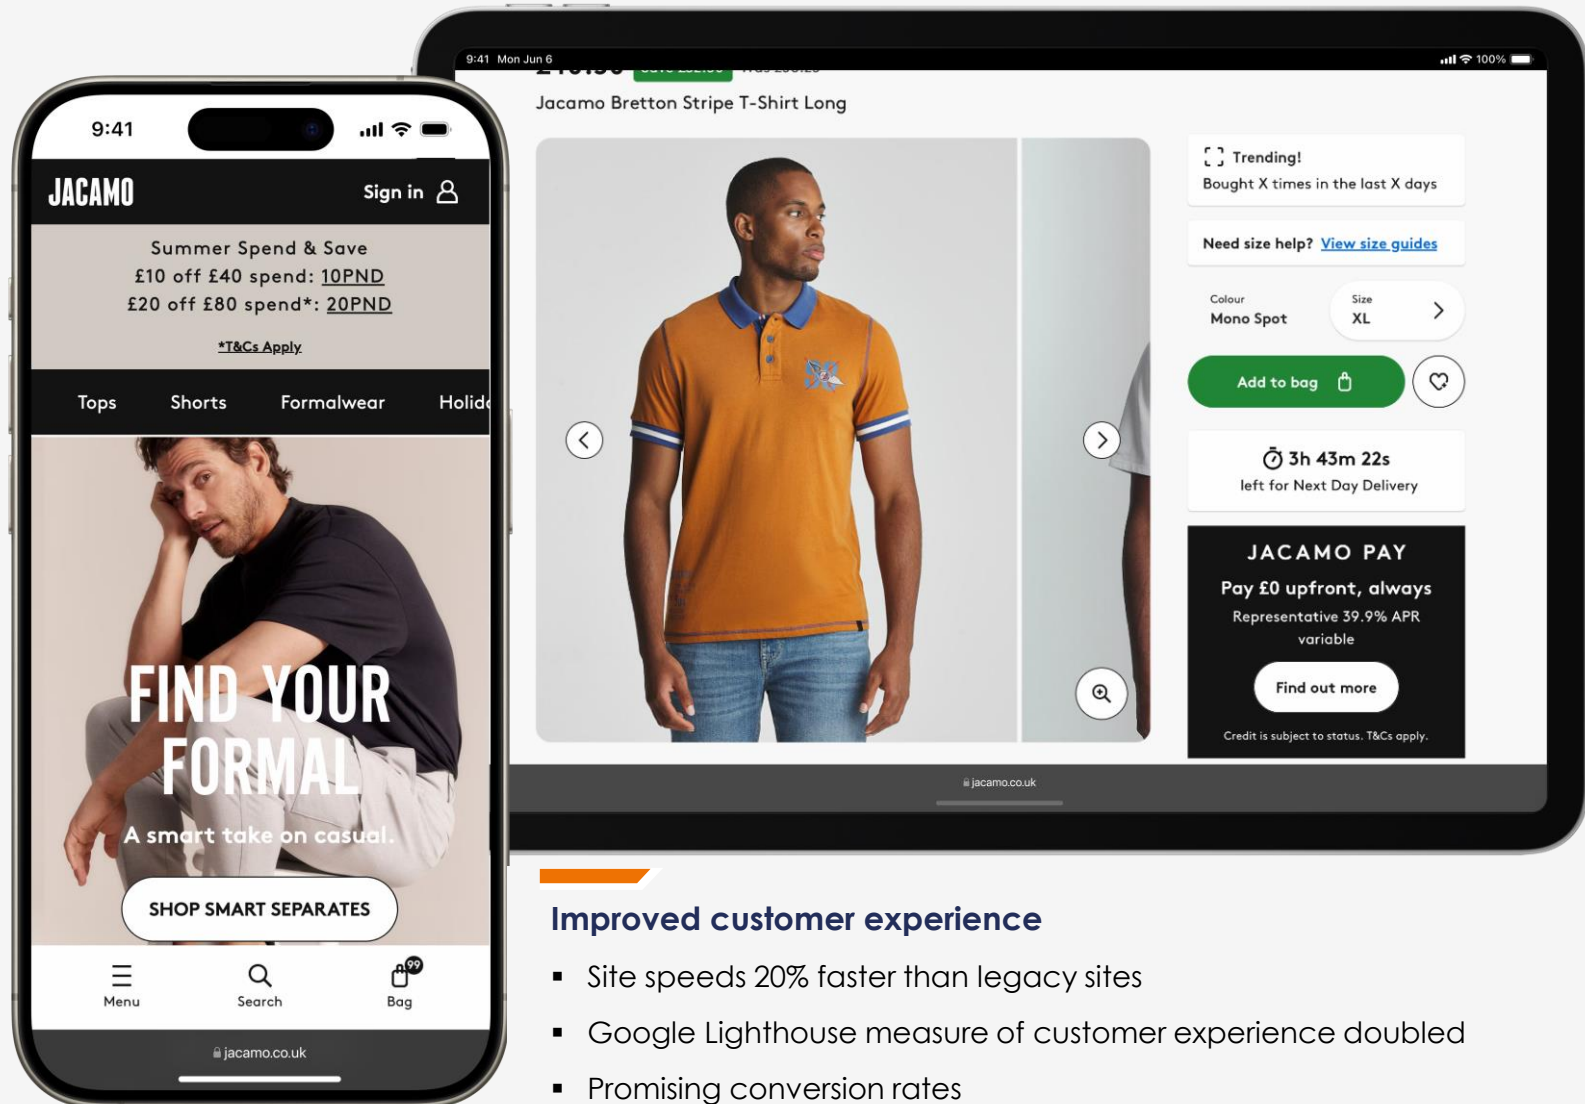 9:41
JACAMO
Sign in
Summer Spend & Save
£10 off £40 spend: 10PND
£20 off £80 spend*: 20PND
*T&Cs Apply
Tops Shorts Formalwear
FIND YOUR
FORMAL
A smart take on casual.
SHOP SMART SEPARATES
99
Menu Search Bag
jacamo.co.uk
9:41 Mon Jun 6
100%
Jacamo Bretton Stripe T-Shirt Long
Trending!
Bought X times in the last X days
Need size help? View size guides
Colour
Mono Spot
Size
XL
Add to bag
3h 43m 22s
left for Next Day Delivery
JACAMO PAY
Pay £0 upfront, always
Representative 39.9% APR
variable
Find out more
Credit is subject to status. T&Cs apply.
jacamo.co.uk
Improved customer experience
▪ Site speeds 20% faster than legacy sites
▪ Google Lighthouse measure of customer experience doubled
▪ Promising conversion rates